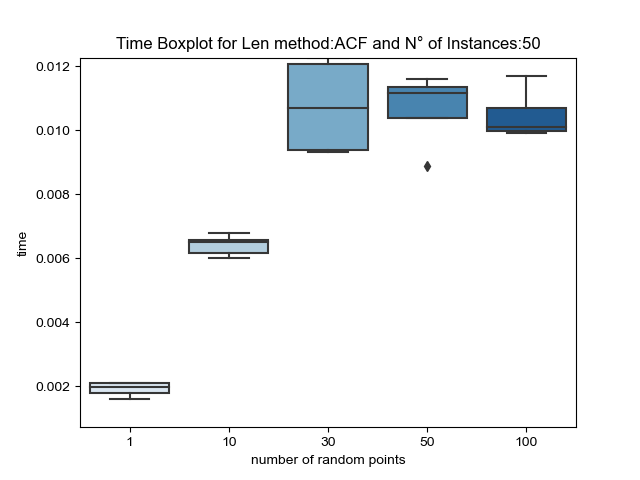 Time Boxplot for Len method:ACF and N° of Instances:50
0.012
0.010
0.008
0.006
0.004
0.002
time
1 10 30 50 100
number of random points